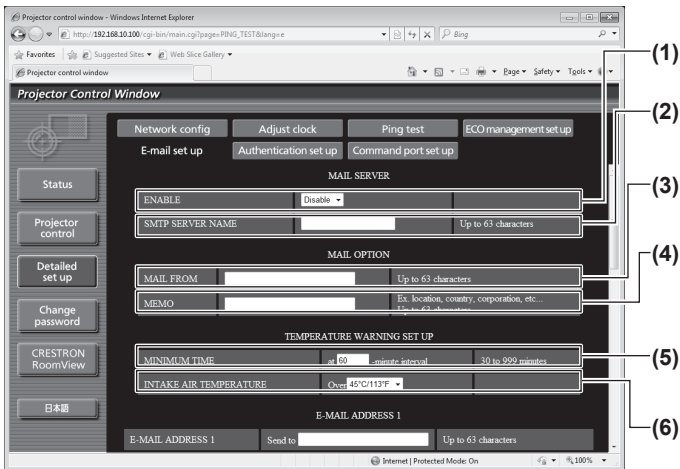 Projector control window - Windows Internet Explorer
http://192.168.10.100/cgi-bin/main.cgi?page=PING_TEST&lang=e
Bing
Favorites
Suggested Sites
Web Slice Gallery
Projector control window
Page
Safety
Tools
Projector Control Window
Network config
Adjust clock
Ping test
ECO management set up
E-mail set up
Authentication set up
Command port set up
Status
Projector control
Detailed set up
Change password
CRESTRON RoomView
日本語
MAIL SERVER
ENABLE
Disable
(1)
SMTP SERVER NAME
Up to 63 characters
(2)
MAIL OPTION
MAIL FROM
Up to 63 characters
(3)
MEMO
Ex. location, country, corporation, etc...
Up to 63 characters
(4)
TEMPERATURE WARNING SET UP
MINIMUM TIME
at 60 -minute interval
30 to 999 minutes
(5)
INTAKE AIR TEMPERATURE
Over 45°C/113°F
(6)
E-MAIL ADDRESS 1
E-MAIL ADDRESS 1
Send to
Up to 63 characters
Internet | Protected Mode: On
100%